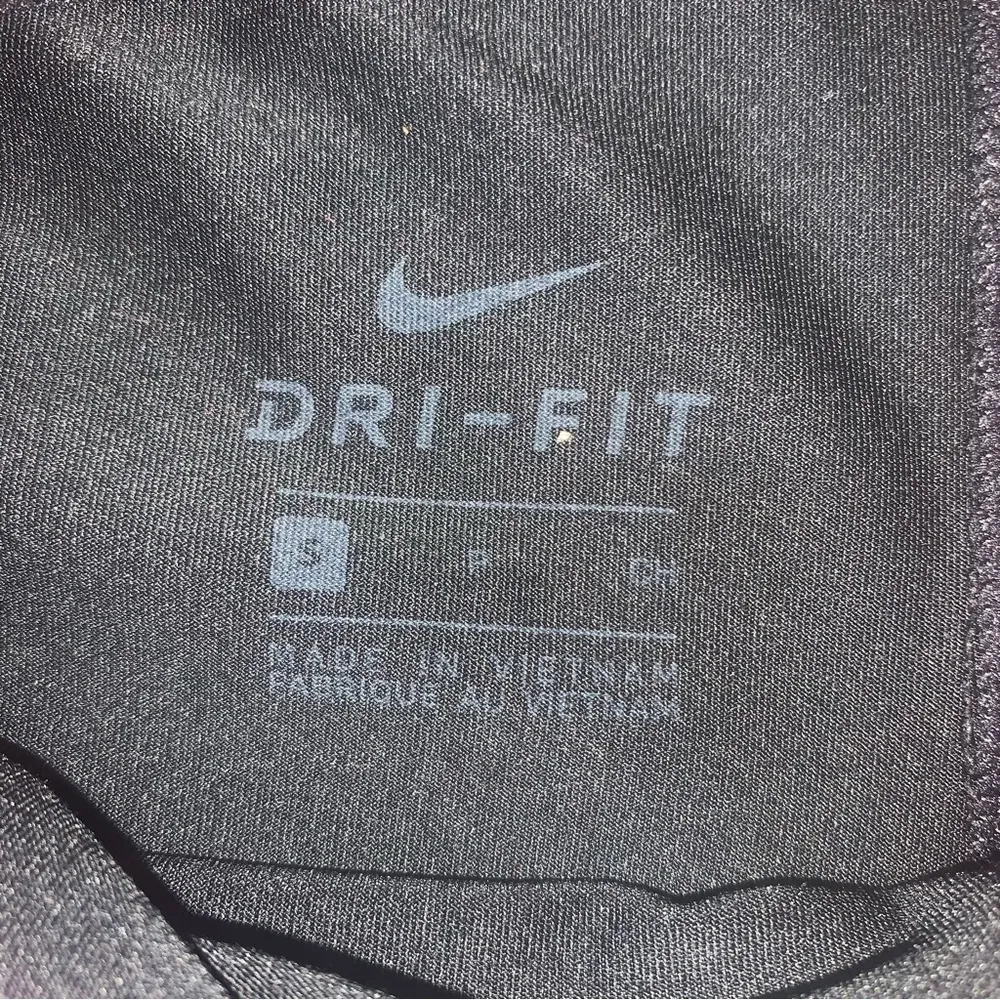 DRI-FIT
S P CH
MADE IN VIETNAM
FABRIQUE AU VIETNAM